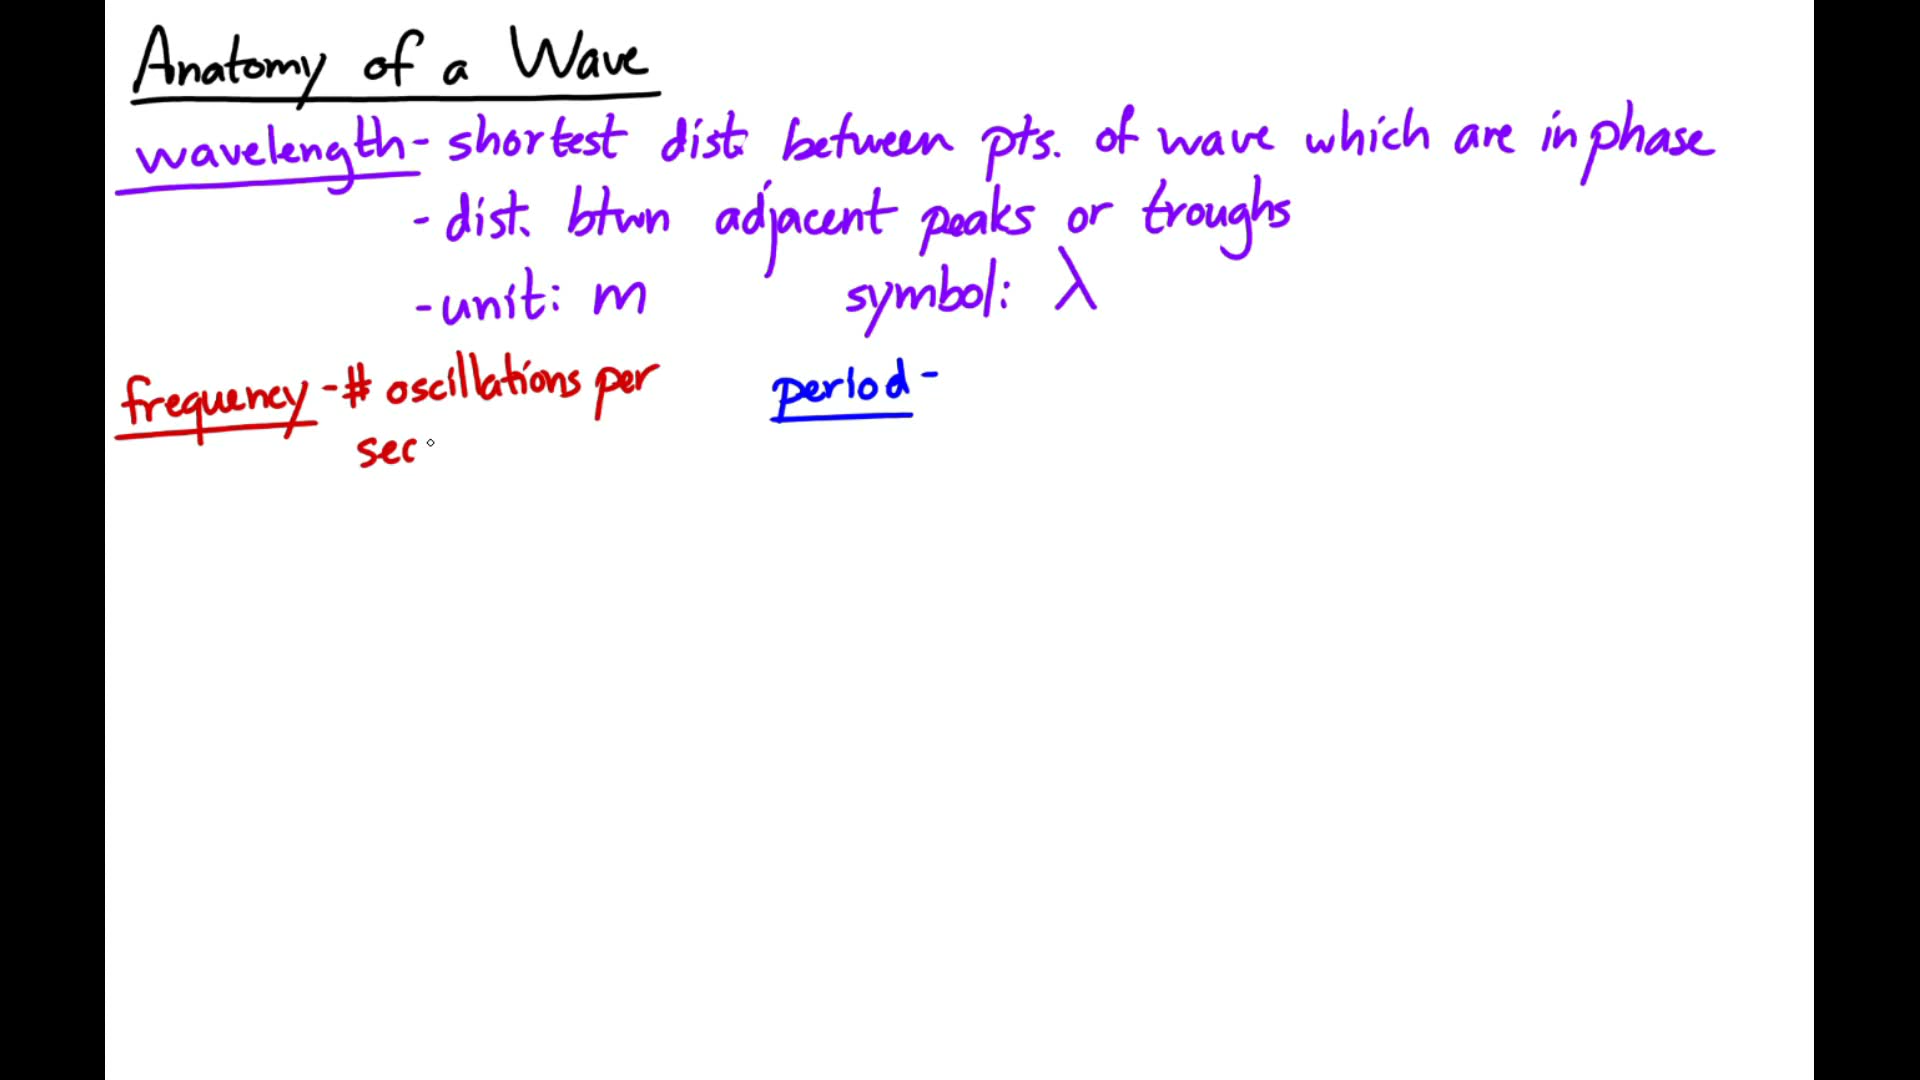 Anatomy of a Wave
wavelength - shortest dist. between pts. of wave which are in phase
- dist. btwn adjacent peaks or troughs
- unit: m symbol: λ
frequency - # oscillations per
sec
period -